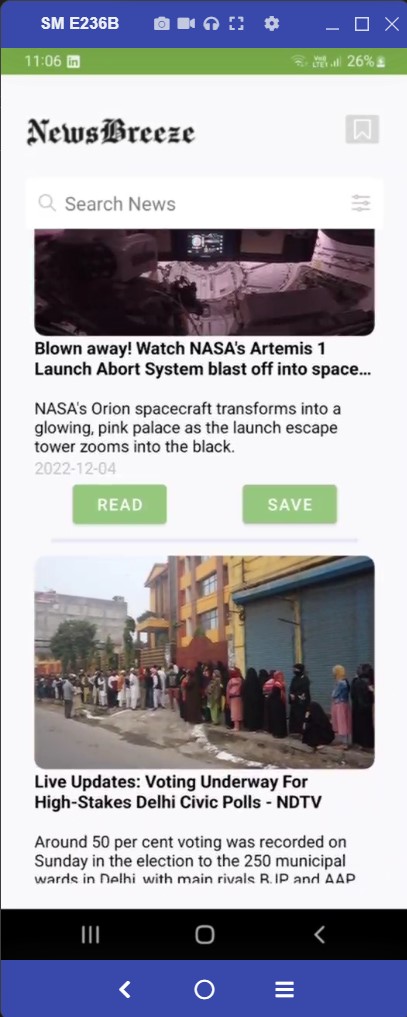 SM E236B
11:06
26%
NewsBreeze
Search News
Blown away! Watch NASA's Artemis 1
Launch Abort System blast off into space...
NASA's Orion spacecraft transforms into a
glowing, pink palace as the launch escape
tower zooms into the black.
2022-12-04
READ SAVE
Live Updates: Voting Underway For
High-Stakes Delhi Civic Polls - NDTV
Around 50 per cent voting was recorded on
Sunday in the election to the 250 municipal
wards in Delhi, with main rivals BJP and AAP